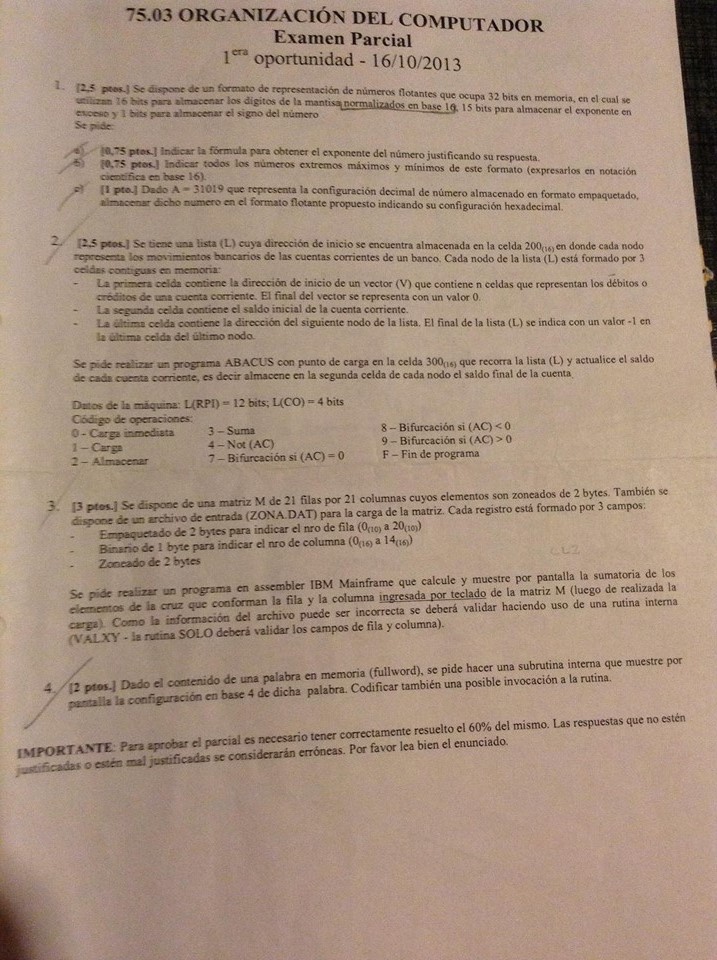 75.03 ORGANIZACIÓN DEL COMPUTADOR
Examen Parcial
1era oportunidad - 16/10/2013
1. [2,5 ptos.] Se dispone de un formato de representación de números flotantes que ocupa 32 bits en memoria, en el cual se
utilizan 16 bits para almacenar los dígitos de la mantisa normalizados en base 16, 15 bits para almacenar el exponente en
exceso y 1 bits para almacenar el signo del número
Se pide:
a) [0,75 ptos.] Indicar la fórmula para obtener el exponente del número justificando su respuesta.
b) [0,75 ptos.] Indicar todos los números extremos máximos y mínimos de este formato (expresarlos en notación
científica en base 16).
c) [1 pto.] Dado A = 31019 que representa la configuración decimal de número almacenado en formato empaquetado,
almacenar dicho numero en el formato flotante propuesto indicando su configuración hexadecimal.
2. [2,5 ptos.] Se tiene una lista (L) cuya dirección de inicio se encuentra almacenada en la celda 200(16) en donde cada nodo
representa los movimientos bancarios de las cuentas corrientes de un banco. Cada nodo de la lista (L) está formado por 3
celdas contiguas en memoria:
- La primera celda contiene la dirección de inicio de un vector (V) que contiene n celdas que representan los débitos o
créditos de una cuenta corriente. El final del vector se representa con un valor 0.
- La segunda celda contiene el saldo inicial de la cuenta corriente.
- La última celda contiene la dirección del siguiente nodo de la lista. El final de la lista (L) se indica con un valor -1 en
la última celda del último nodo.
Se pide realizar un programa ABACUS con punto de carga en la celda 300(16) que recorra la lista (L) y actualice el saldo
de cada cuenta corriente, es decir almacene en la segunda celda de cada nodo el saldo final de la cuenta
Datos de la máquina: L(RPI) = 12 bits; L(CO) = 4 bits
Código de operaciones:
0 - Carga inmediata 3 – Suma 8 – Bifurcación si (AC) < 0
1 – Carga 4 – Not (AC) 9 – Bifurcación si (AC) > 0
2 – Almacenar 7 – Bifurcación si (AC) = 0 F – Fin de programa
3. [3 ptos.] Se dispone de una matriz M de 21 filas por 21 columnas cuyos elementos son zoneados de 2 bytes. También se
dispone de un archivo de entrada (ZONA.DAT) para la carga de la matriz. Cada registro está formado por 3 campos:
- Empaquetado de 2 bytes para indicar el nro de fila (0(10) a 20(10))
- Binario de 1 byte para indicar el nro de columna (0(16) a 14(16))
- Zoneado de 2 bytes
Se pide realizar un programa en assembler IBM Mainframe que calcule y muestre por pantalla la sumatoria de los
elementos de la cruz que conforman la fila y la columna ingresada por teclado de la matriz M (luego de realizada la
carga). Como la información del archivo puede ser incorrecta se deberá validar haciendo uso de una rutina interna
(VALXY - la rutina SOLO deberá validar los campos de fila y columna).
4. [2 ptos.] Dado el contenido de una palabra en memoria (fullword), se pide hacer una subrutina interna que muestre por
pantalla la configuración en base 4 de dicha palabra. Codificar también una posible invocación a la rutina.
IMPORTANTE: Para aprobar el parcial es necesario tener correctamente resuelto el 60% del mismo. Las respuestas que no estén
justificadas o estén mal justificadas se considerarán erróneas. Por favor lea bien el enunciado.